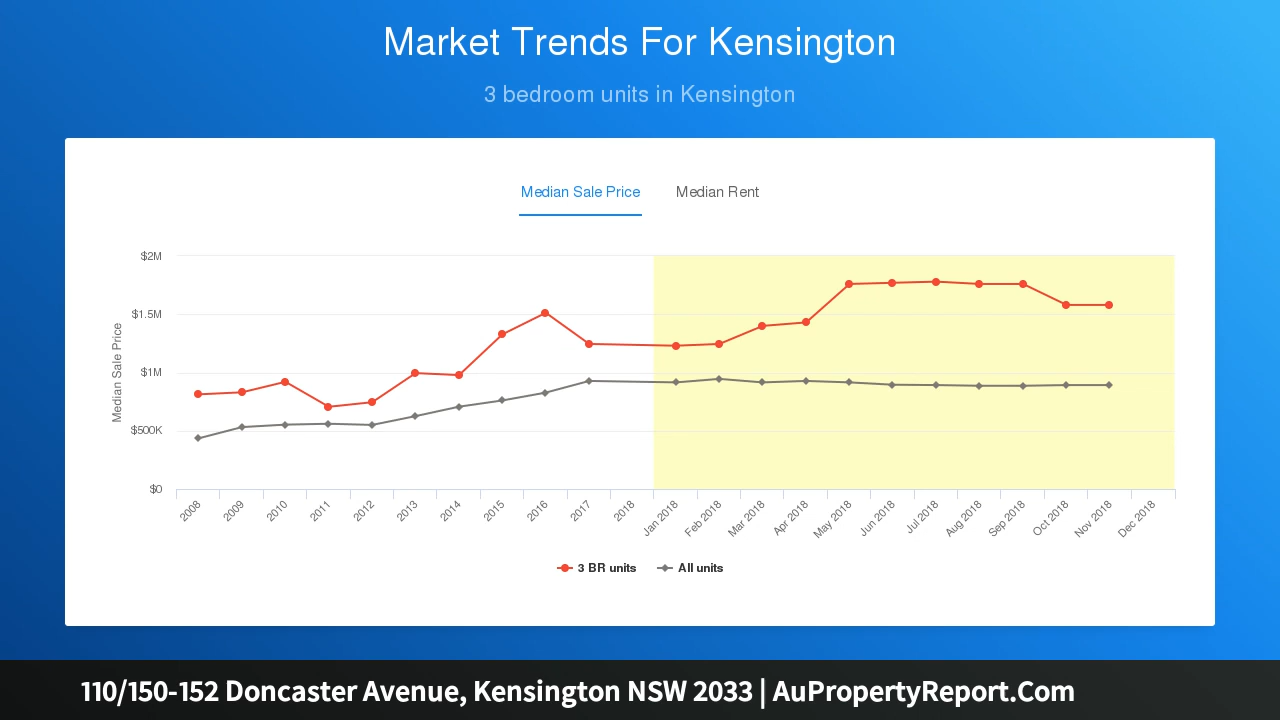 Market Trends For Kensington
3 bedroom units in Kensington
Median Sale Price Median Rent
Median Sale Price
$2M
$1.5M
$1M
$500K
$0
2008 2009 2010 2011 2012 2013 2014 2015 2016 2017 2018 Jan 2018 Feb 2018 Mar 2018 Apr 2018 May 2018 Jun 2018 Jul 2018 Aug 2018 Sep 2018 Oct 2018 Nov 2018 Dec 2018
3 BR units All units
110/150-152 Doncaster Avenue, Kensington NSW 2033 | AuPropertyReport.Com